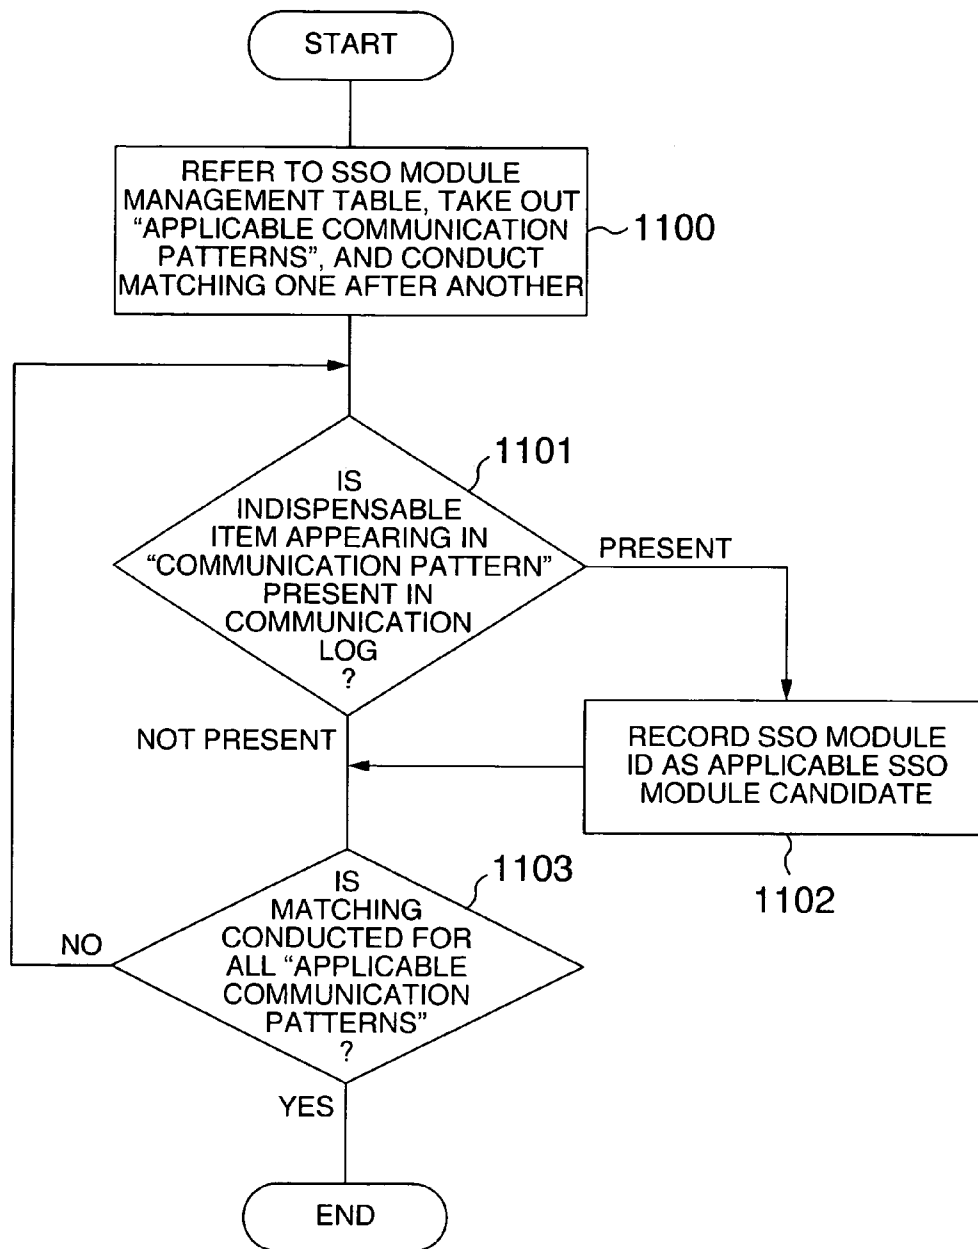 START
REFER TO SSO MODULE
MANAGEMENT TABLE, TAKE OUT
“APPLICABLE COMMUNICATION
PATTERNS”, AND CONDUCT
MATCHING ONE AFTER ANOTHER
1100
1101
IS
INDISPENSABLE
ITEM APPEARING IN
“COMMUNICATION PATTERN”
PRESENT IN
COMMUNICATION
LOG
?
PRESENT
NOT PRESENT
RECORD SSO MODULE
ID AS APPLICABLE SSO
MODULE CANDIDATE
1102
1103
IS
MATCHING
CONDUCTED FOR
ALL “APPLICABLE
COMMUNICATION
PATTERNS”
?
NO
YES
END